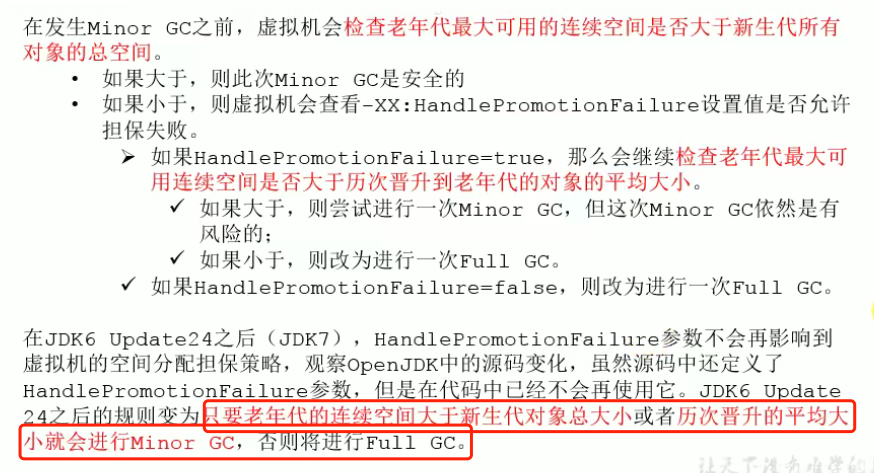 在发生Minor GC之前，虚拟机会检查老年代最大可用的连续空间是否大于新生代所有
对象的总空间。
• 如果大于，则此次Minor GC是安全的
• 如果小于，则虚拟机会查看-XX:HandlePromotionFailure设置值是否允许
担保失败。
➢ 如果HandlePromotionFailure=true，那么会继续检查老年代最大可
用连续空间是否大于历次晋升到老年代的对象的平均大小。
✓ 如果大于，则尝试进行一次Minor GC，但这次Minor GC依然是有
风险的；
✓ 如果小于，则改为进行一次Full GC。
✓ 如果HandlePromotionFailure=false，则改为进行一次Full GC。
在JDK6 Update24之后（JDK7），HandlePromotionFailure参数不会再影响到
虚拟机的空间分配担保策略，观察OpenJDK中的源码变化，虽然源码中还定义了
HandlePromotionFailure参数，但是在代码中已经不会再使用它。JDK6 Update
24之后的规则变为只要老年代的连续空间大于新生代对象总大小或者历次晋升的平均大
小就会进行Minor GC，否则将进行Full GC。
让天下没有难学的